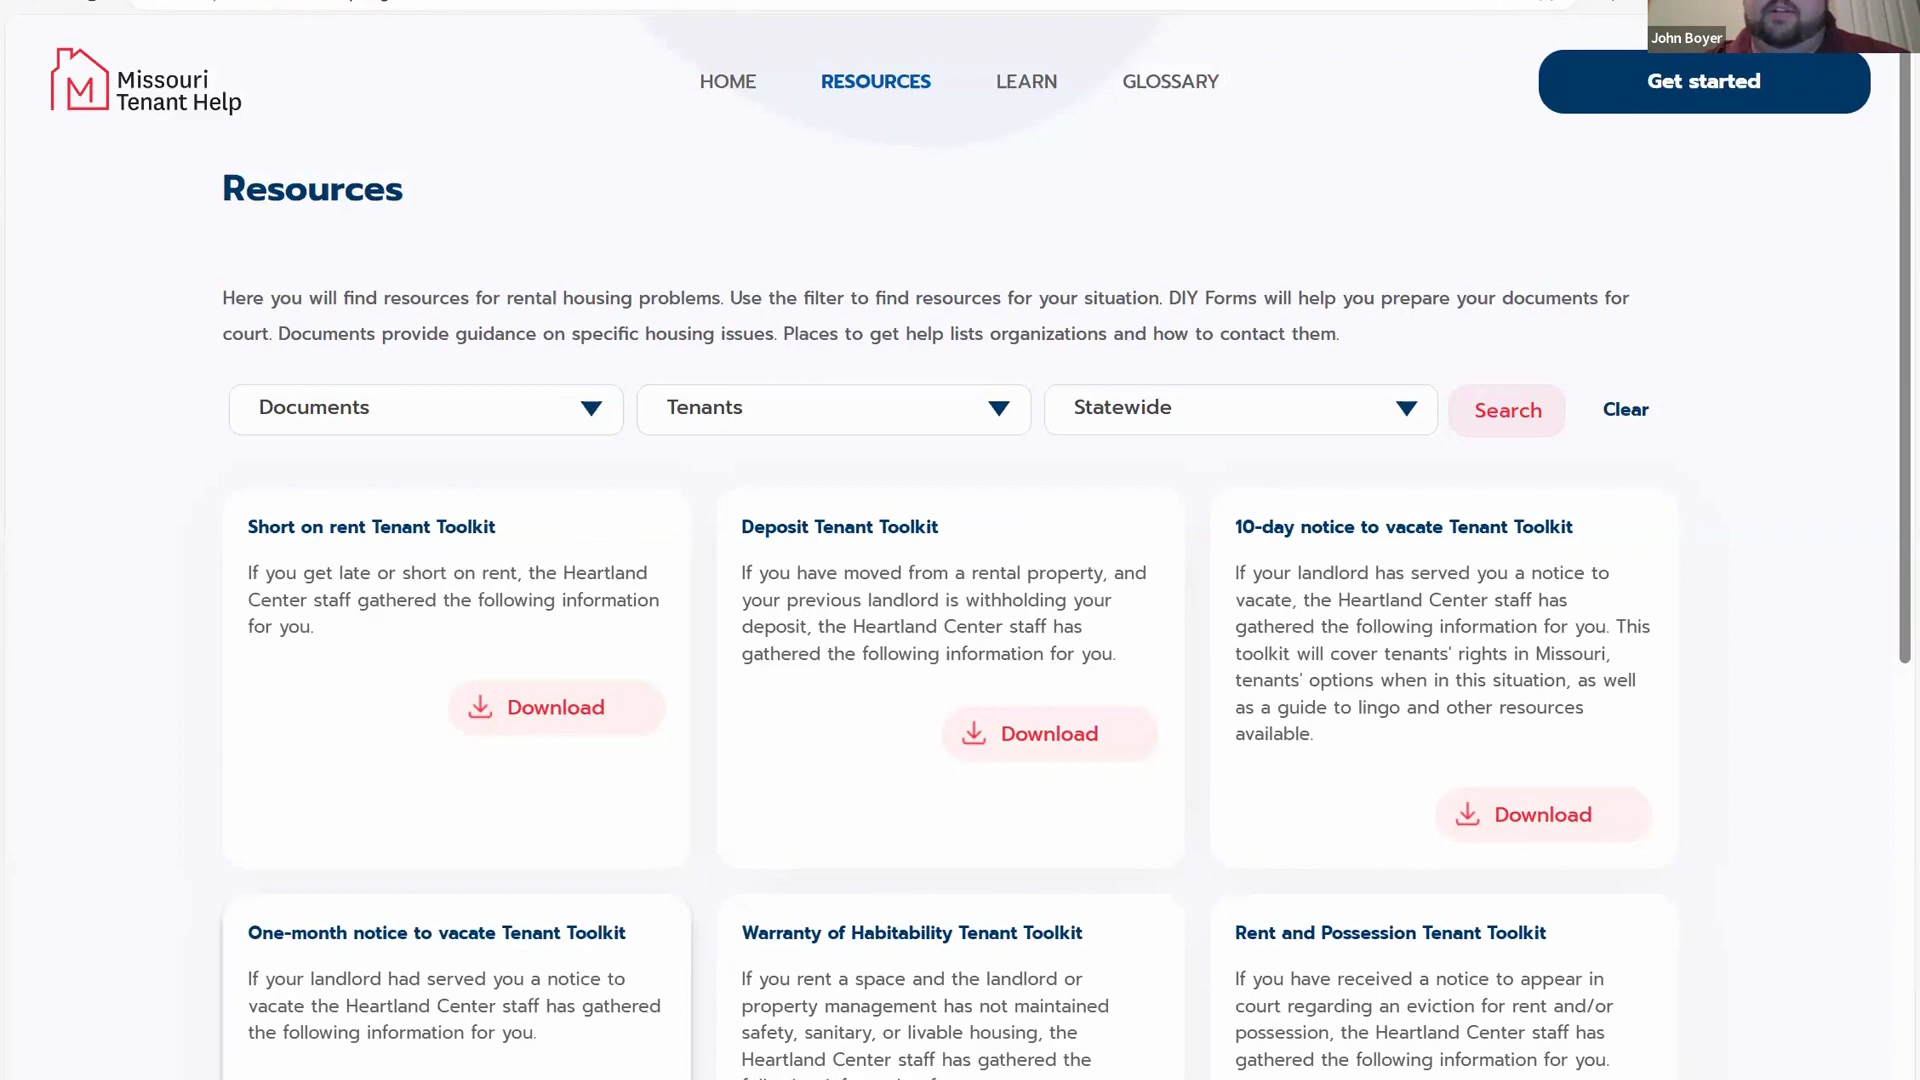 John Boyer
Missouri
Tenant Help
HOME
RESOURCES
LEARN
GLOSSARY
Get started
Resources
Here you will find resources for rental housing problems. Use the filter to find resources for your situation. DIY Forms will help you prepare your documents for
court. Documents provide guidance on specific housing issues. Places to get help lists organizations and how to contact them.
Documents
Tenants
Statewide
Search
Clear
Short on rent Tenant Toolkit
If you get late or short on rent, the Heartland
Center staff gathered the following information
for you.
Download
Deposit Tenant Toolkit
If you have moved from a rental property, and
your previous landlord is withholding your
deposit, the Heartland Center staff has
gathered the following information for you.
Download
10-day notice to vacate Tenant Toolkit
If your landlord has served you a notice to
vacate, the Heartland Center staff has
gathered the following information for you. This
toolkit will cover tenants' rights in Missouri,
tenants' options when in this situation, as well
as a guide to lingo and other resources
available.
Download
One-month notice to vacate Tenant Toolkit
If your landlord had served you a notice to
vacate the Heartland Center staff has gathered
the following information for you.
Warranty of Habitability Tenant Toolkit
If you rent a space and the landlord or
property management has not maintained
safety, sanitary, or livable housing, the
Heartland Center staff has gathered the
Rent and Possession Tenant Toolkit
If you have received a notice to appear in
court regarding an eviction for rent and/or
possession, the Heartland Center staff has
gathered the following information for you.